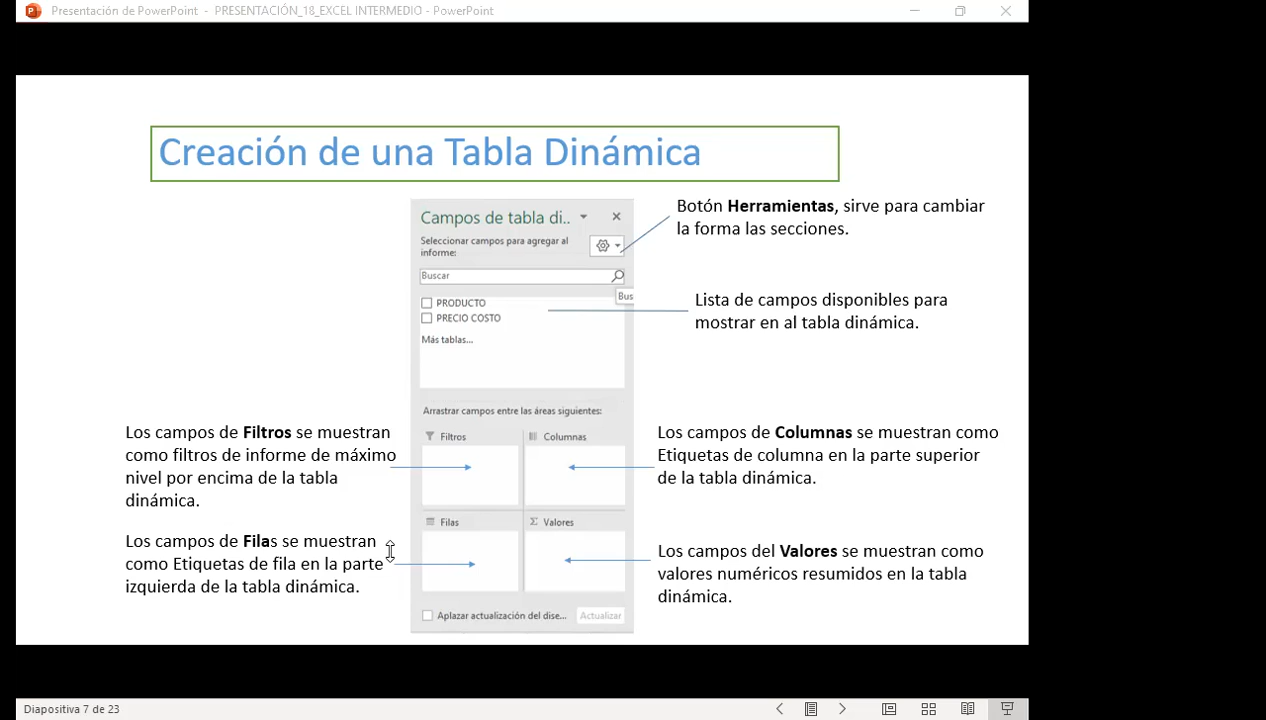 Presentación de PowerPoint - PRESENTACIÓN_18_EXCEL INTERMEDIO - PowerPoint
Creación de una Tabla Dinámica
Botón Herramientas, sirve para cambiar
la forma las secciones.
Campos de tabla di..
Seleccionar campos para agregar al
informe:
Buscar
Bus
PRODUCTO
PRECIO COSTO
Más tablas...
Lista de campos disponibles para
mostrar en al tabla dinámica.
Arrastrar campos entre las áreas siguientes:
Los campos de Filtros se muestran
como filtros de informe de máximo
nivel por encima de la tabla
dinámica.
Filtros
Columnas
Los campos de Columnas se muestran como
Etiquetas de columna en la parte superior
de la tabla dinámica.
Los campos de Filas se muestran
como Etiquetas de fila en la parte
izquierda de la tabla dinámica.
Filas
Valores
Los campos del Valores se muestran como
valores numéricos resumidos en la tabla
dinámica.
Aplazar actualización del dise...
Actualizar
Diapositiva 7 de 23